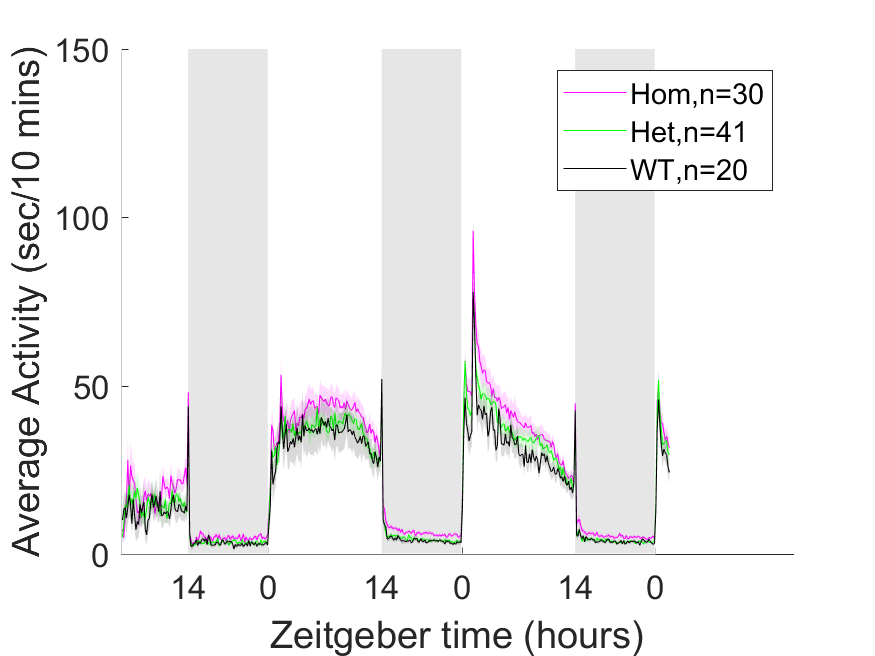 150
100
50
0
Average Activity (sec/10 mins)
Hom,n=30
Het,n=41
WT,n=20
14 0 14 0 14 0
Zeitgeber time (hours)